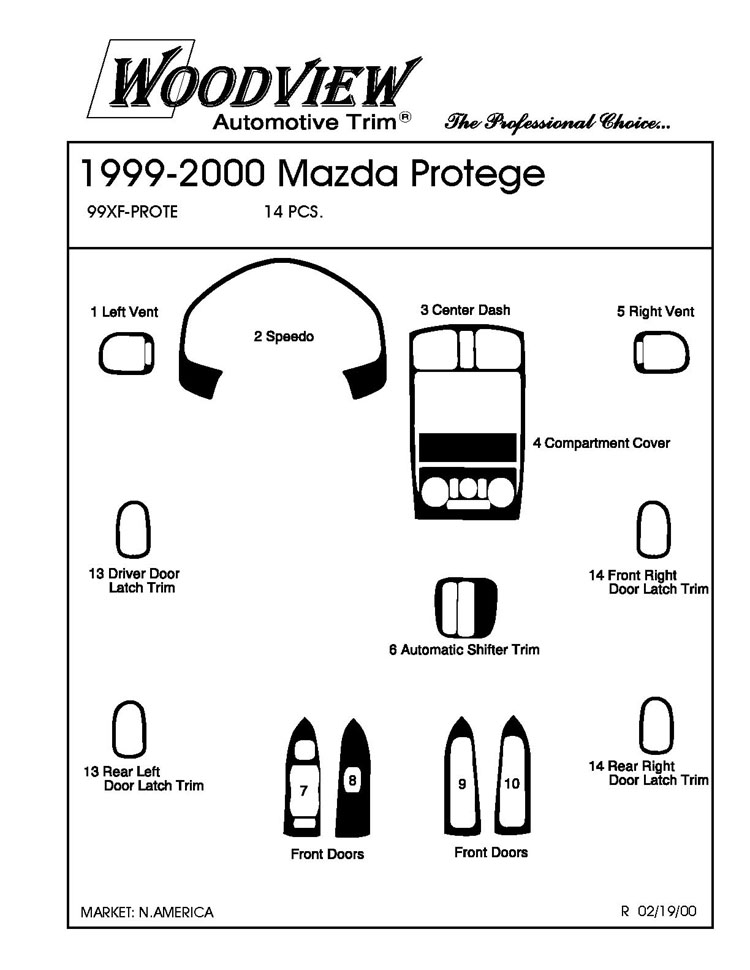 WOODVIEW
Automotive Trim®
The Professional Choice...
1999-2000 Mazda Protege
99XF-PROTE 14 PCS.
1 Left Vent
2 Speedo
3 Center Dash
5 Right Vent
4 Compartment Cover
13 Driver Door
Latch Trim
14 Front Right
Door Latch Trim
6 Automatic Shifter Trim
13 Rear Left
Door Latch Trim
14 Rear Right
Door Latch Trim
7
8
9
10
Front Doors
Front Doors
MARKET: N.AMERICA
R 02/19/00